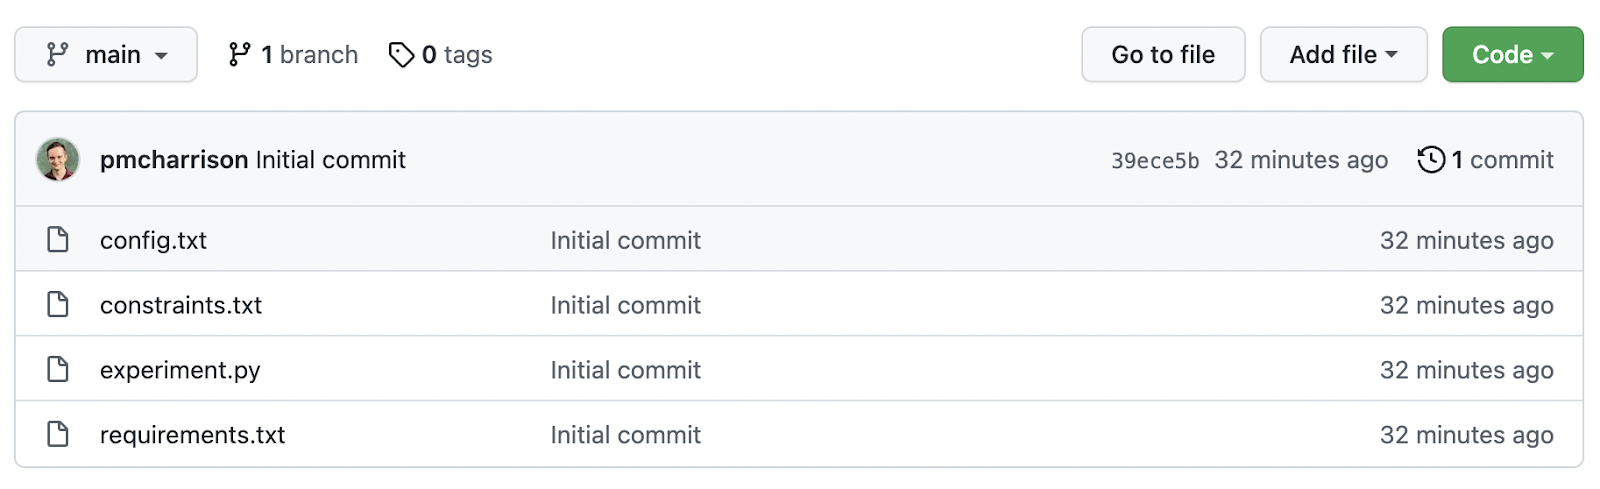 main 1 branch 0 tags Go to file Add file Code
pmcharrison Initial commit 39ece5b 32 minutes ago 1 commit
config.txt Initial commit 32 minutes ago
constraints.txt Initial commit 32 minutes ago
experiment.py Initial commit 32 minutes ago
requirements.txt Initial commit 32 minutes ago